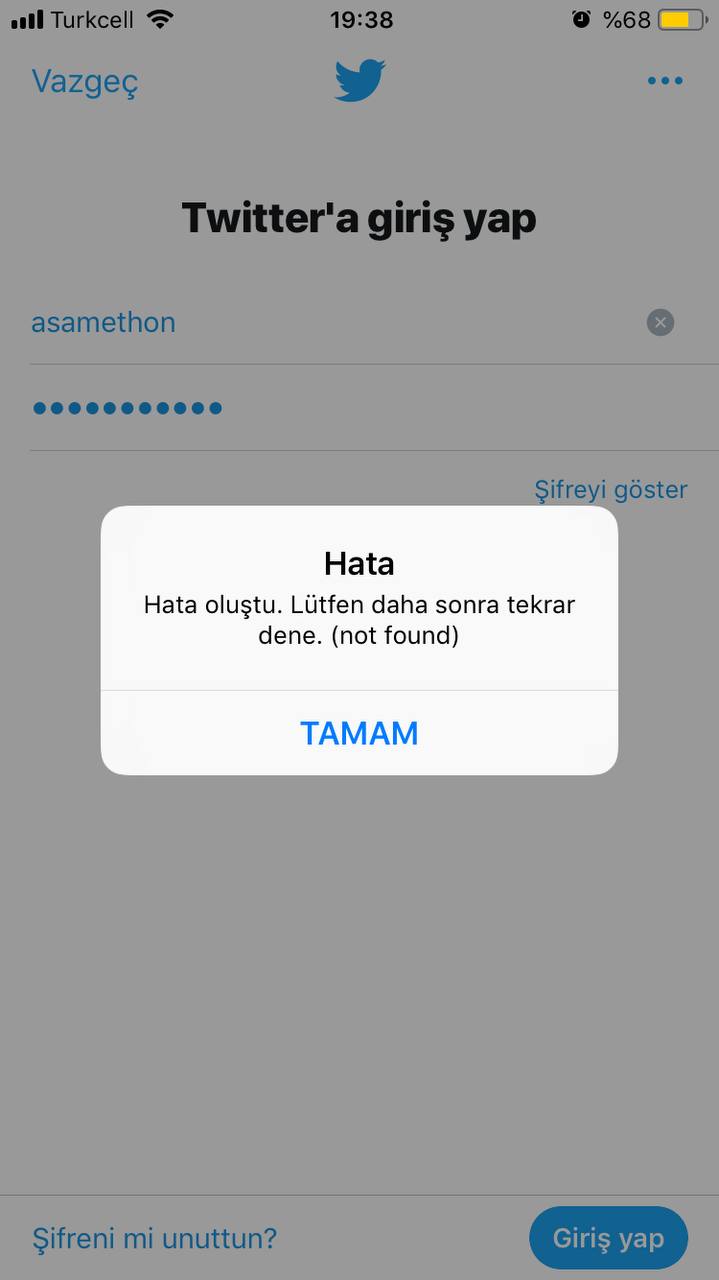 Turkcell 19:38 %68
Vazgeç
Twitter'a giriş yap
asamethon
Şifreyi göster
Hata
Hata oluştu. Lütfen daha sonra tekrar
dene. (not found)
TAMAM
Şifreni mi unuttun? Giriş yap